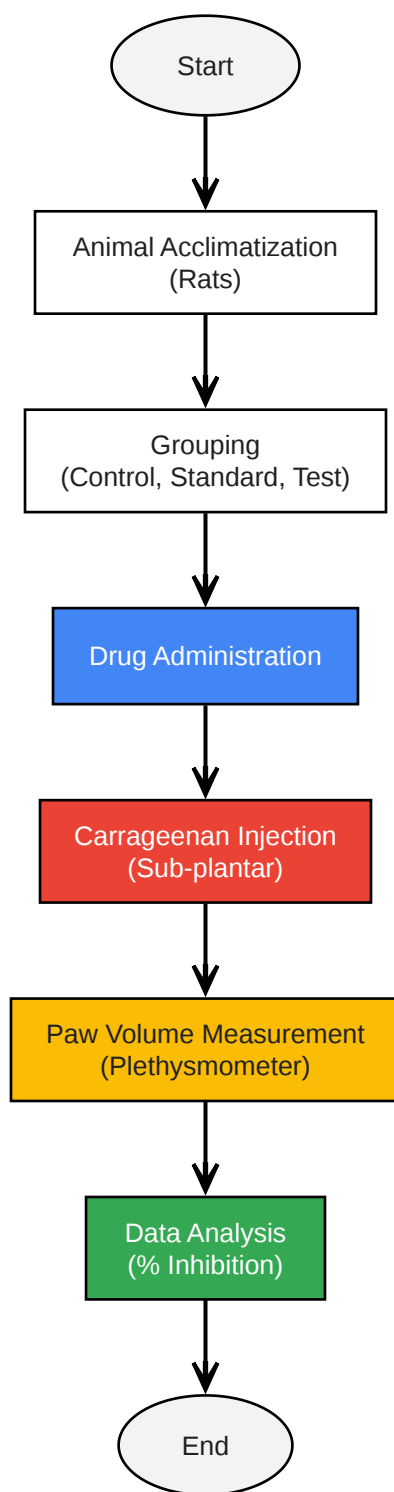 Start
Animal Acclimatization
(Rats)
Grouping
(Control, Standard, Test)
Drug Administration
Carrageenan Injection
(Sub-plantar)
Paw Volume Measurement
(Plethysmometer)
Data Analysis
(% Inhibition)
End